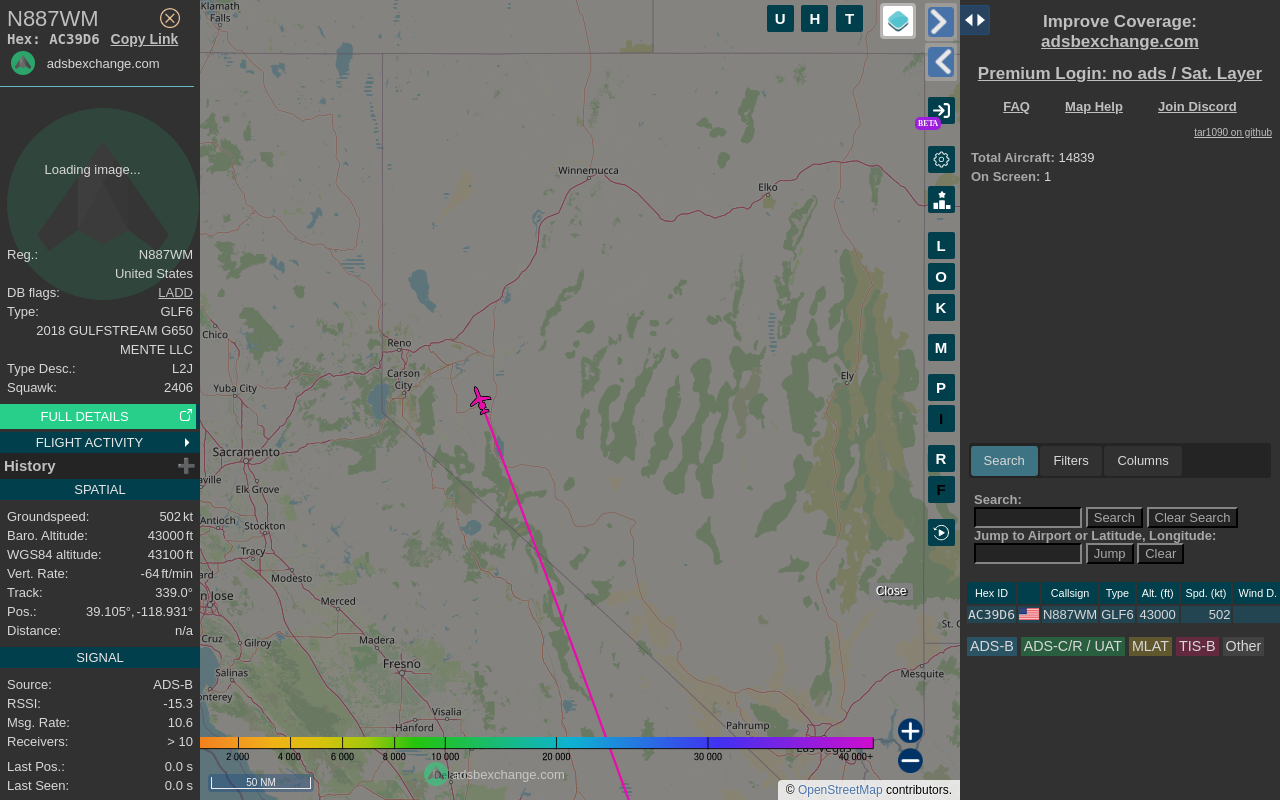 N887WM
Hex: AC39D6 Copy Link
adsbexchange.com
Loading image...
Reg.: N887WM
United States
DB flags: LADD
Type: GLF6
2018 GULFSTREAM G650
MENTE LLC
Type Desc.: L2J
Squawk: 2406
FULL DETAILS
FLIGHT ACTIVITY
History
SPATIAL
Groundspeed: 502 kt
Baro. Altitude: 43000 ft
WGS84 altitude: 43100 ft
Vert. Rate: -64 ft/min
Track: 339.0°
Pos.: 39.105°, -118.931°
Distance: n/a
SIGNAL
Source: ADS-B
RSSI: -15.3
Msg. Rate: 10.6
Receivers: > 10
Last Pos.: 0.0 s
Last Seen: 0.0 s
Klamath
Falls
Winnemucca
Elko
Chico
Reno
Carson
City
Yuba City
Ely
Sacramento
aville
Elk Grove
Antioch
Stockton
Tracy
Modesto
ard
n Jose
Merced
Cruz
Gilroy
Madera
Fresno
Salinas
onterey
Visalia
Hanford
Delano
St. G
Mesquite
Pahrump
Las Vegas
2 000 4 000 6 000 8 000 10 000 20 000 30 000 40 000+
50 NM
adsbexchange.com
© OpenStreetMap contributors.
Close
U H T
BETA
L
O
K
M
P
I
R
F
Improve Coverage:
adsbexchange.com
Premium Login: no ads / Sat. Layer
FAQ Map Help Join Discord
tar1090 on github
Total Aircraft: 14839
On Screen: 1
Search Filters Columns
Search:
Search Clear Search
Jump to Airport or Latitude, Longitude:
Jump Clear
Hex ID Callsign Type Alt. (ft) Spd. (kt) Wind D.
AC39D6 N887WM GLF6 43000 502
ADS-B ADS-C/R / UAT MLAT TIS-B Other